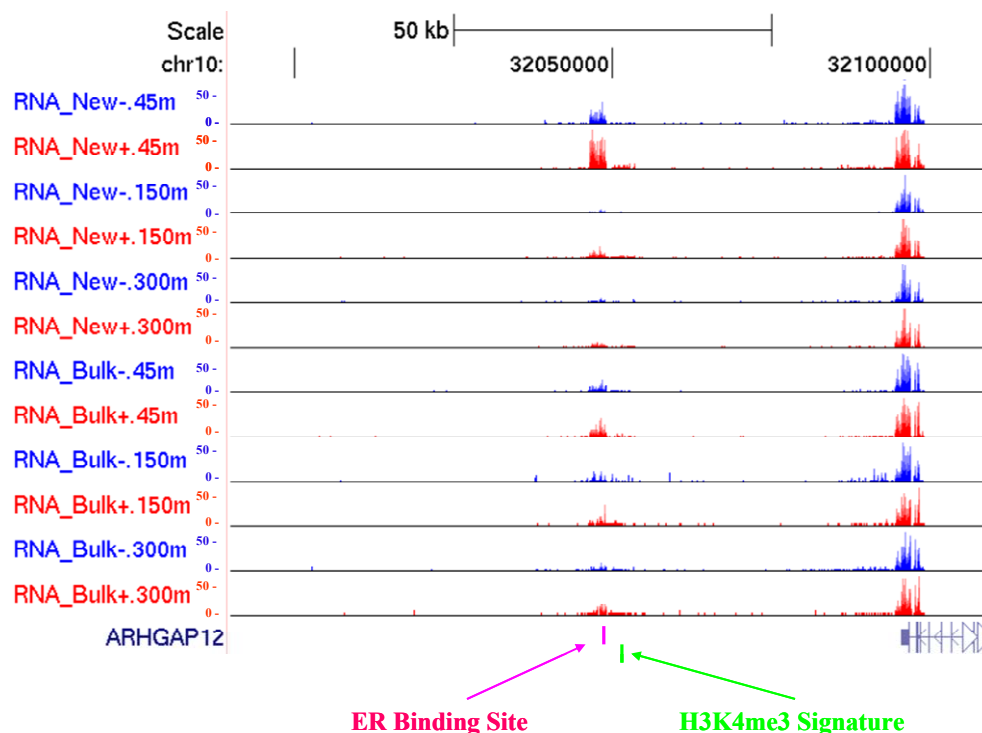 Scale 50 kb
chr10: 32050000 32100000
RNA_New-.45m 50 - 0 -
RNA_New+.45m 50 - 0 -
RNA_New-.150m 50 - 0 -
RNA_New+.150m 50 - 0 -
RNA_New-.300m 50 - 0 -
RNA_New+.300m 50 - 0 -
RNA_Bulk-.45m 50 - 0 -
RNA_Bulk+.45m 50 - 0 -
RNA_Bulk-.150m 50 - 0 -
RNA_Bulk+.150m 50 - 0 -
RNA_Bulk-.300m 50 - 0 -
RNA_Bulk+.300m 50 - 0 -
ARHGAP12
ER Binding Site H3K4me3 Signature